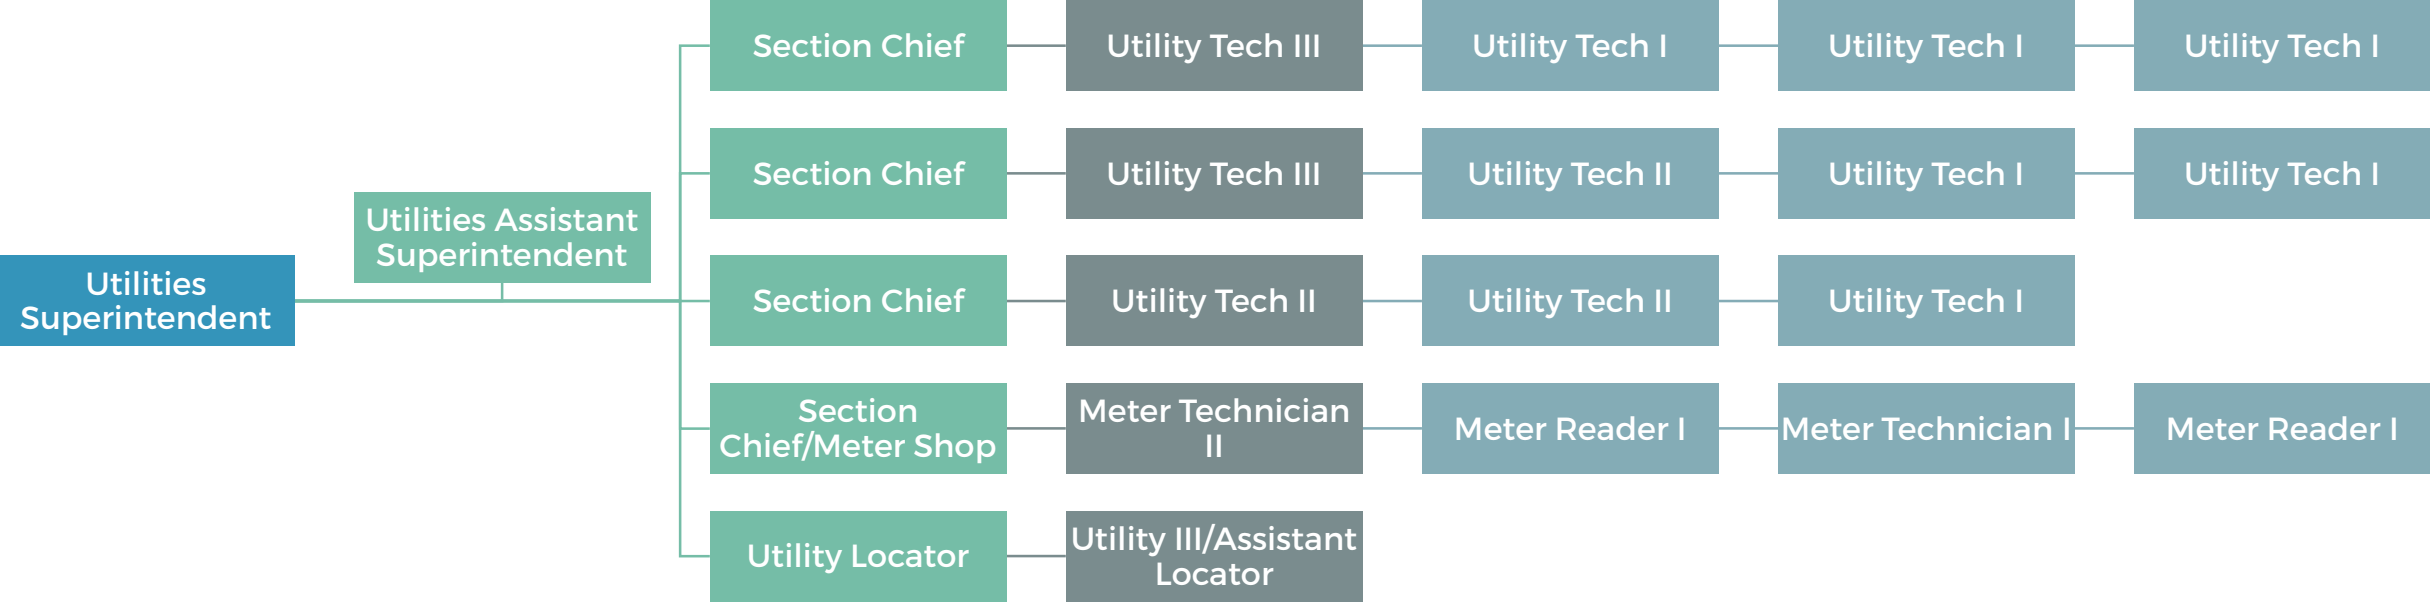 Utilities
Superintendent
Utilities Assistant
Superintendent
Section Chief
Utility Tech III
Utility Tech I
Utility Tech I
Utility Tech I
Section Chief
Utility Tech III
Utility Tech II
Utility Tech I
Utility Tech I
Section Chief
Utility Tech II
Utility Tech II
Utility Tech I
Section
Chief/Meter Shop
Meter Technician
II
Meter Reader I
Meter Technician I
Meter Reader I
Utility Locator
Utility III/Assistant
Locator